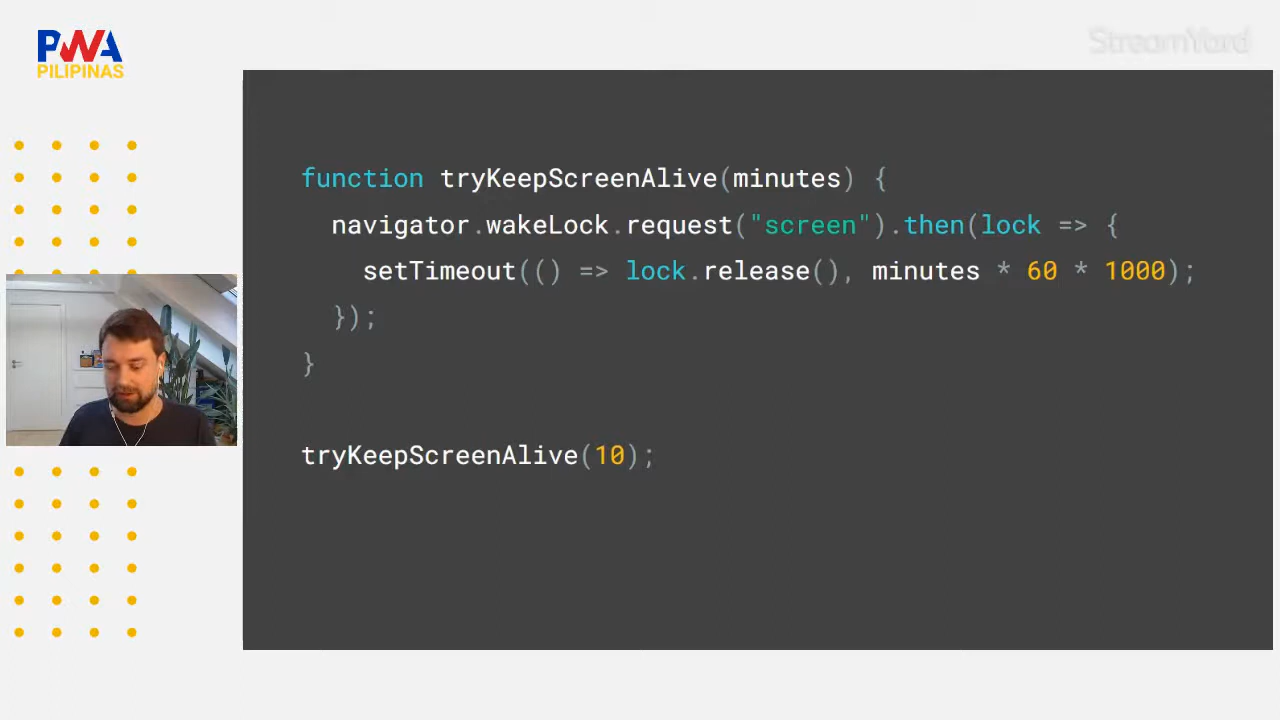 PWA
PILIPINAS
StreamYard
function tryKeepScreenAlive(minutes) {
  navigator.wakeLock.request("screen").then(lock => {
    setTimeout(() => lock.release(), minutes * 60 * 1000);
  });
}
tryKeepScreenAlive(10);